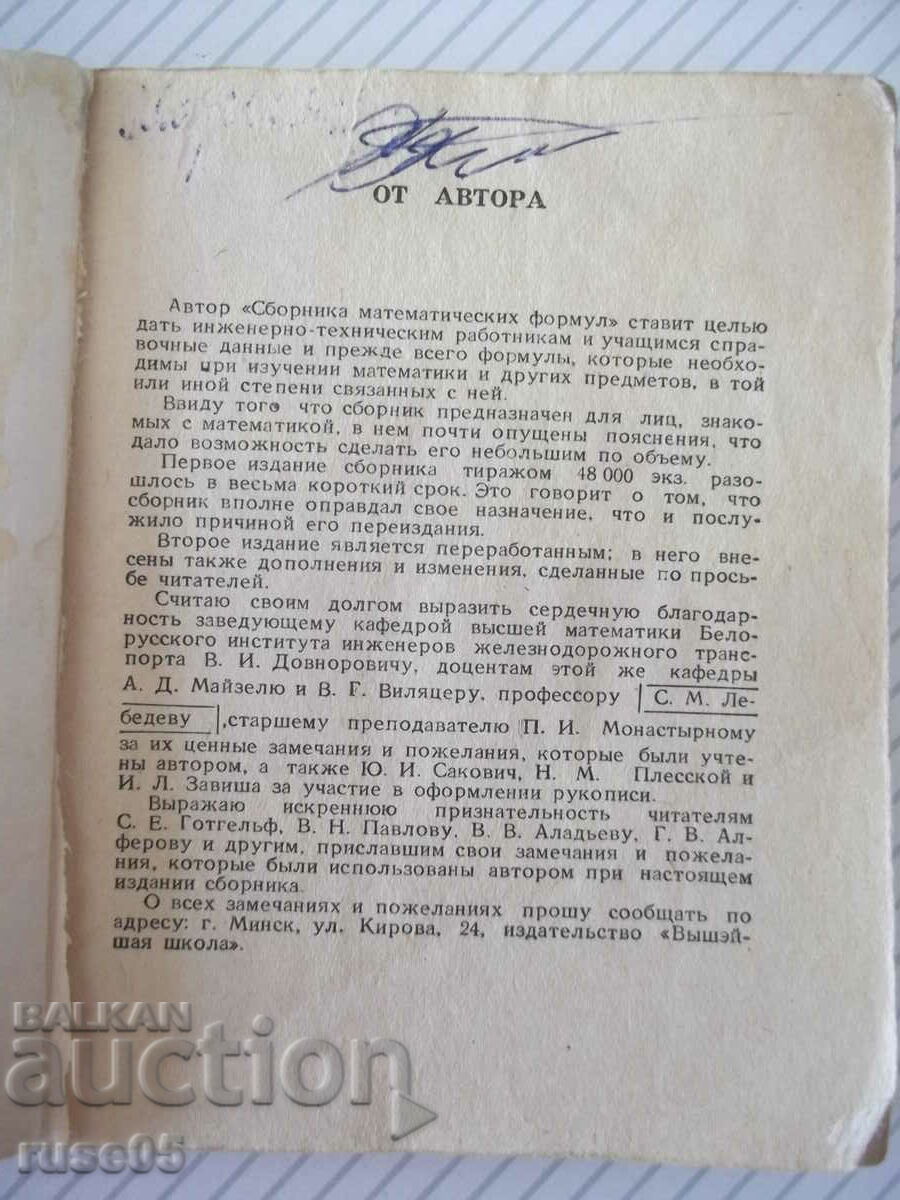 ОТ АВТОРА
Автор «Сборника математических формул» ставит целью
дать инженерно-техническим работникам и учащимся спра-
вочные данные и прежде всего формулы, которые необхо-
димы при изучении математики и других предметов, в той
или иной степени связанных с ней.
Ввиду того что сборник предназначен для лиц, знако-
мых с математикой, в нем почти опущены пояснения, что
дало возможность сделать его небольшим по объему.
Первое издание сборника тиражом 48 000 экз. разо-
шлось в весьма короткий срок. Это говорит о том, что
сборник вполне оправдал свое назначение, что и послу-
жило причиной его переиздания.
Второе издание является переработанным; в него вне-
сены также дополнения и изменения, сделанные по прось-
бе читателей.
Считаю своим долгом выразить сердечную благодар-
ность заведующему кафедрой высшей математики Бело-
русского института инженеров железнодорожного транс-
порта В. И. Довноровичу, доцентам этой же кафедры
А. Д. Майзелю и В. Г. Виляцеру, профессору С. М. Ле-
бедеву, старшему преподавателю П. И. Монастырному
за их ценные замечания и пожелания, которые были учте-
ны автором, а также Ю. И. Сакович, Н. М. Плесской и
И. Л. Завиша за участие в оформлении рукописи.
Выражаю искреннюю признательность читателям
С. Е. Готгельф, В. Н. Павлову, В. В. Аладьеву, Г. В. Ал-
ферову и другим, приславшим свои замечания и пожела-
ния, которые были использованы автором при настоящем
издании сборника.
О всех замечаниях и пожеланиях прошу сообщать по
адресу: г. Минск, ул. Кирова, 24, издательство «Вышэй-
шая школа».
BALKAN
auction
ruse05